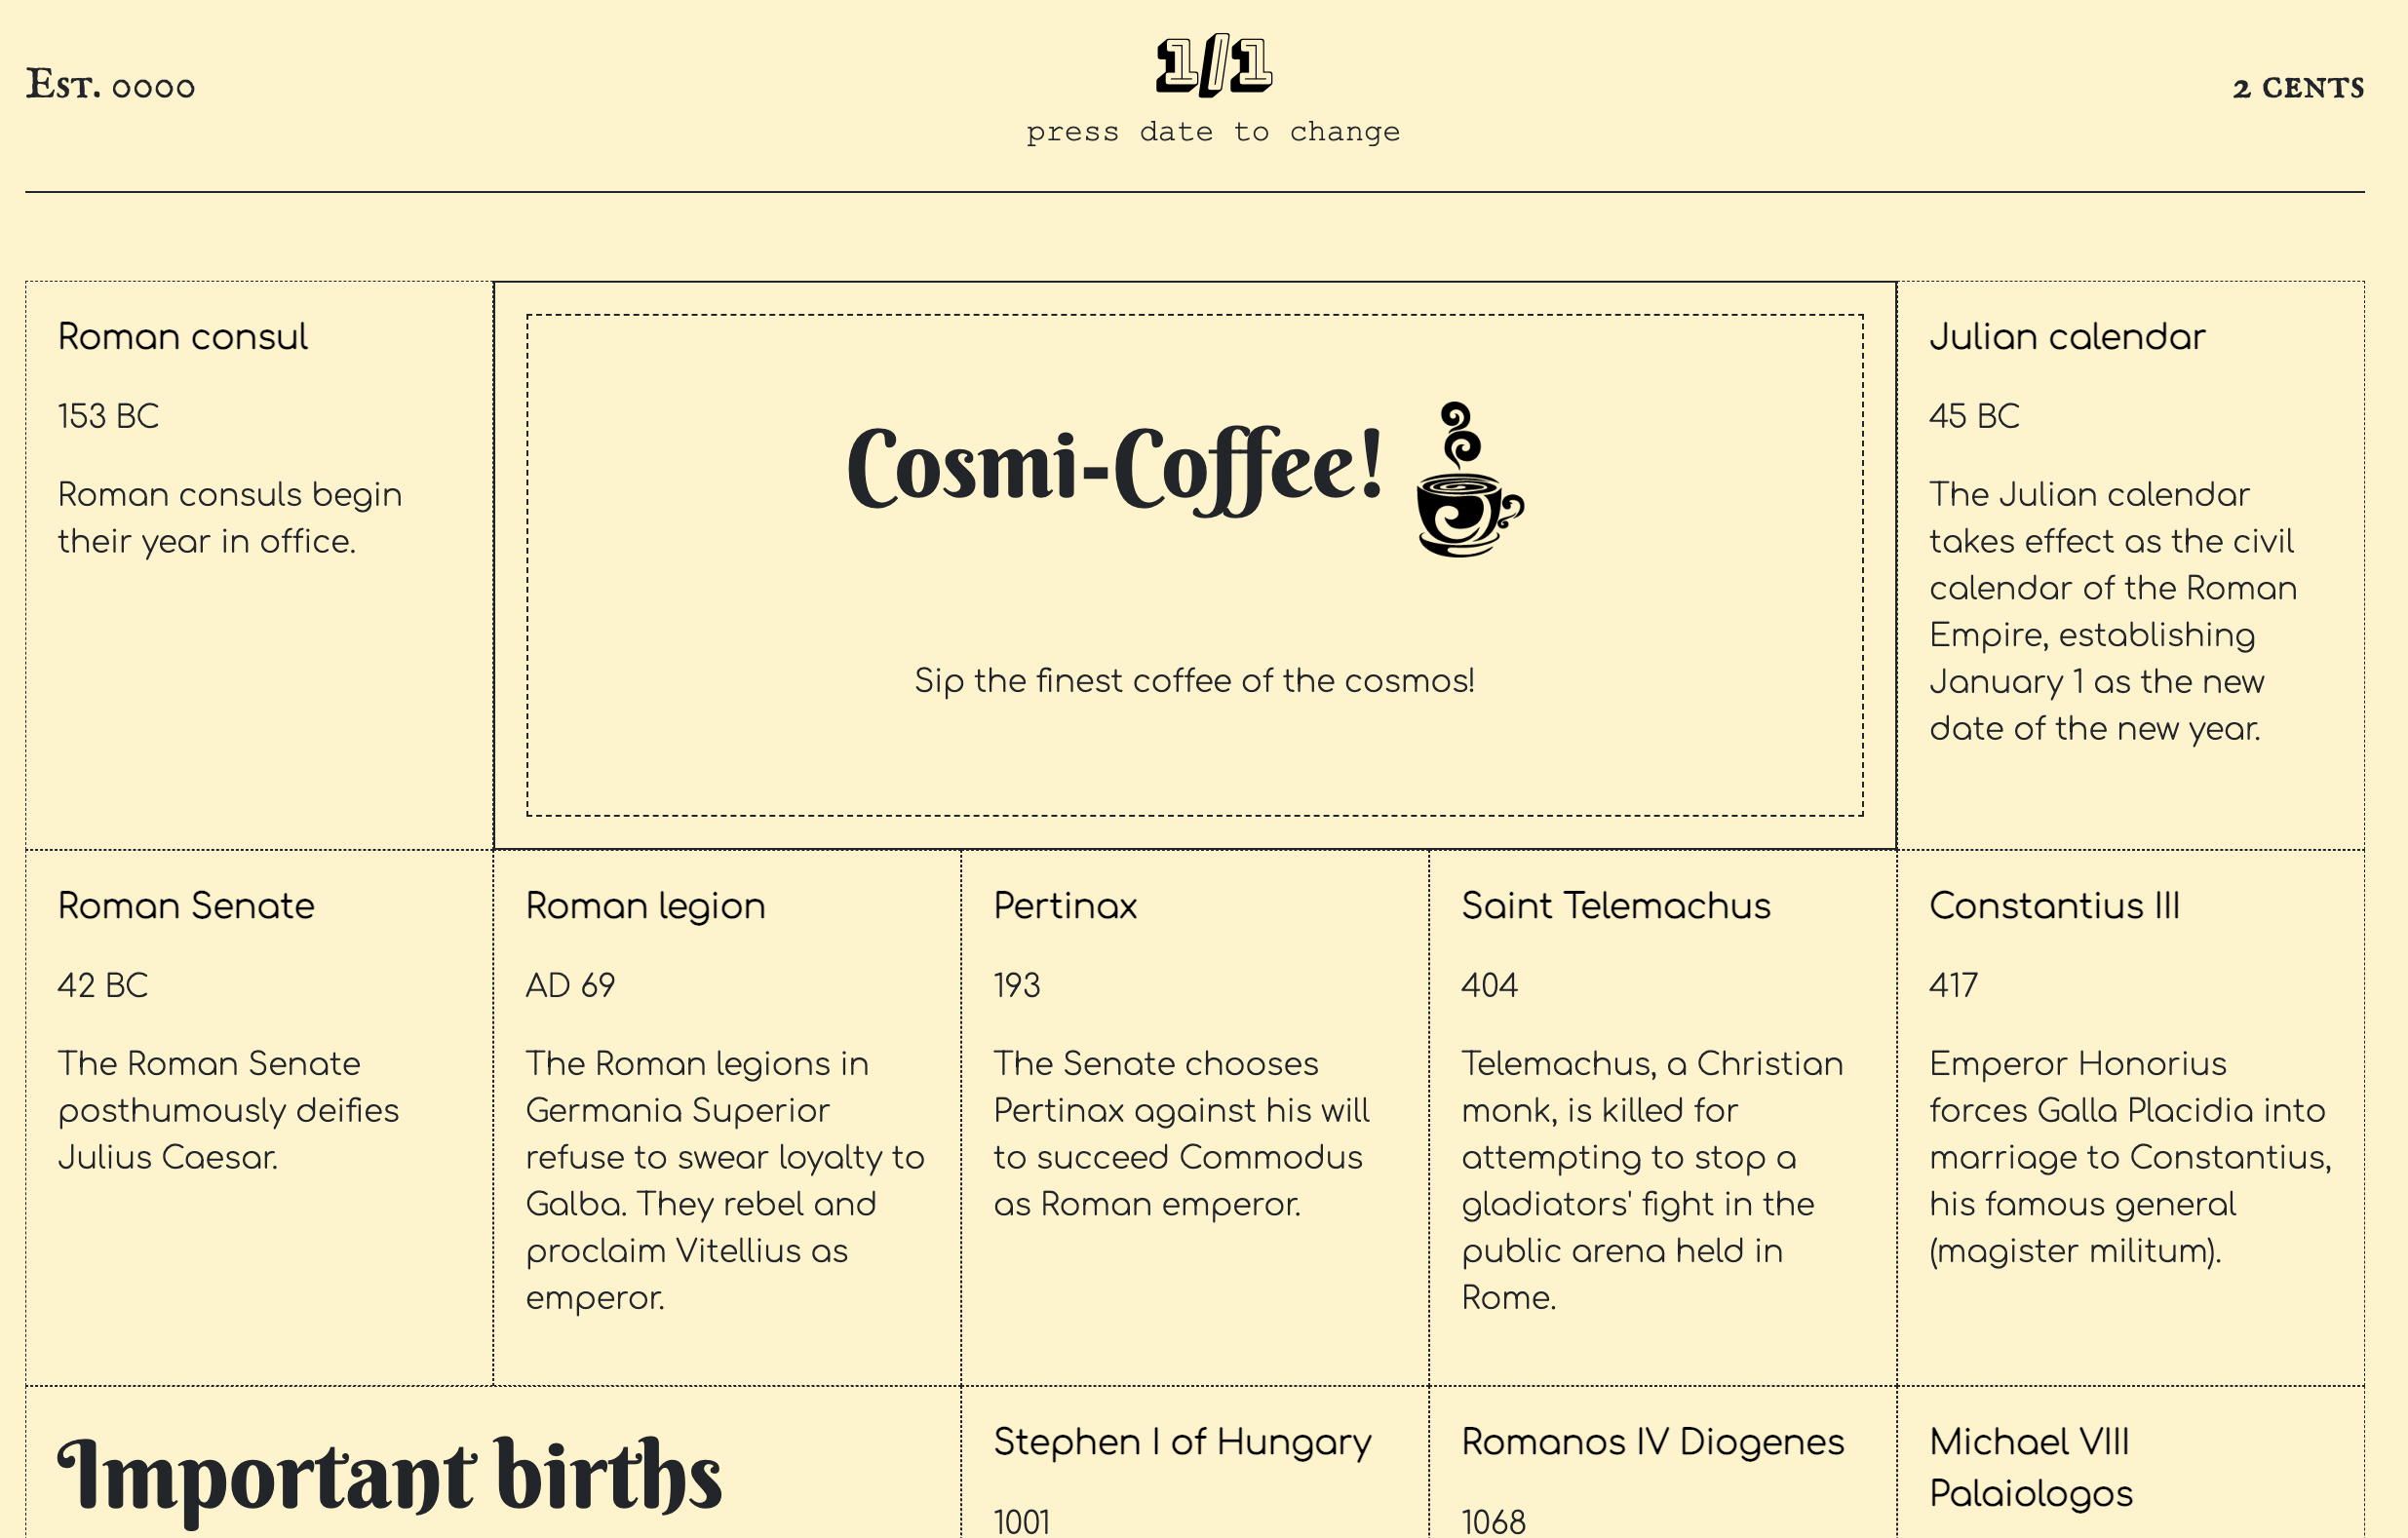 Est. 0000
1/1
press date to change
2 cents
Roman consul
153 BC
Roman consuls begin
their year in office.
Cosmi-Coffee!
Sip the finest coffee of the cosmos!
Julian calendar
45 BC
The Julian calendar
takes effect as the civil
calendar of the Roman
Empire, establishing
January 1 as the new
date of the new year.
Roman Senate
42 BC
The Roman Senate
posthumously deifies
Julius Caesar.
Roman legion
AD 69
The Roman legions in
Germania Superior
refuse to swear loyalty to
Galba. They rebel and
proclaim Vitellius as
emperor.
Pertinax
193
The Senate chooses
Pertinax against his will
to succeed Commodus
as Roman emperor.
Saint Telemachus
404
Telemachus, a Christian
monk, is killed for
attempting to stop a
gladiators' fight in the
public arena held in
Rome.
Constantius III
417
Emperor Honorius
forces Galla Placidia into
marriage to Constantius,
his famous general
(magister militum).
Important births
Stephen I of Hungary
1001
Romanos IV Diogenes
1068
Michael VIII
Palaiologos